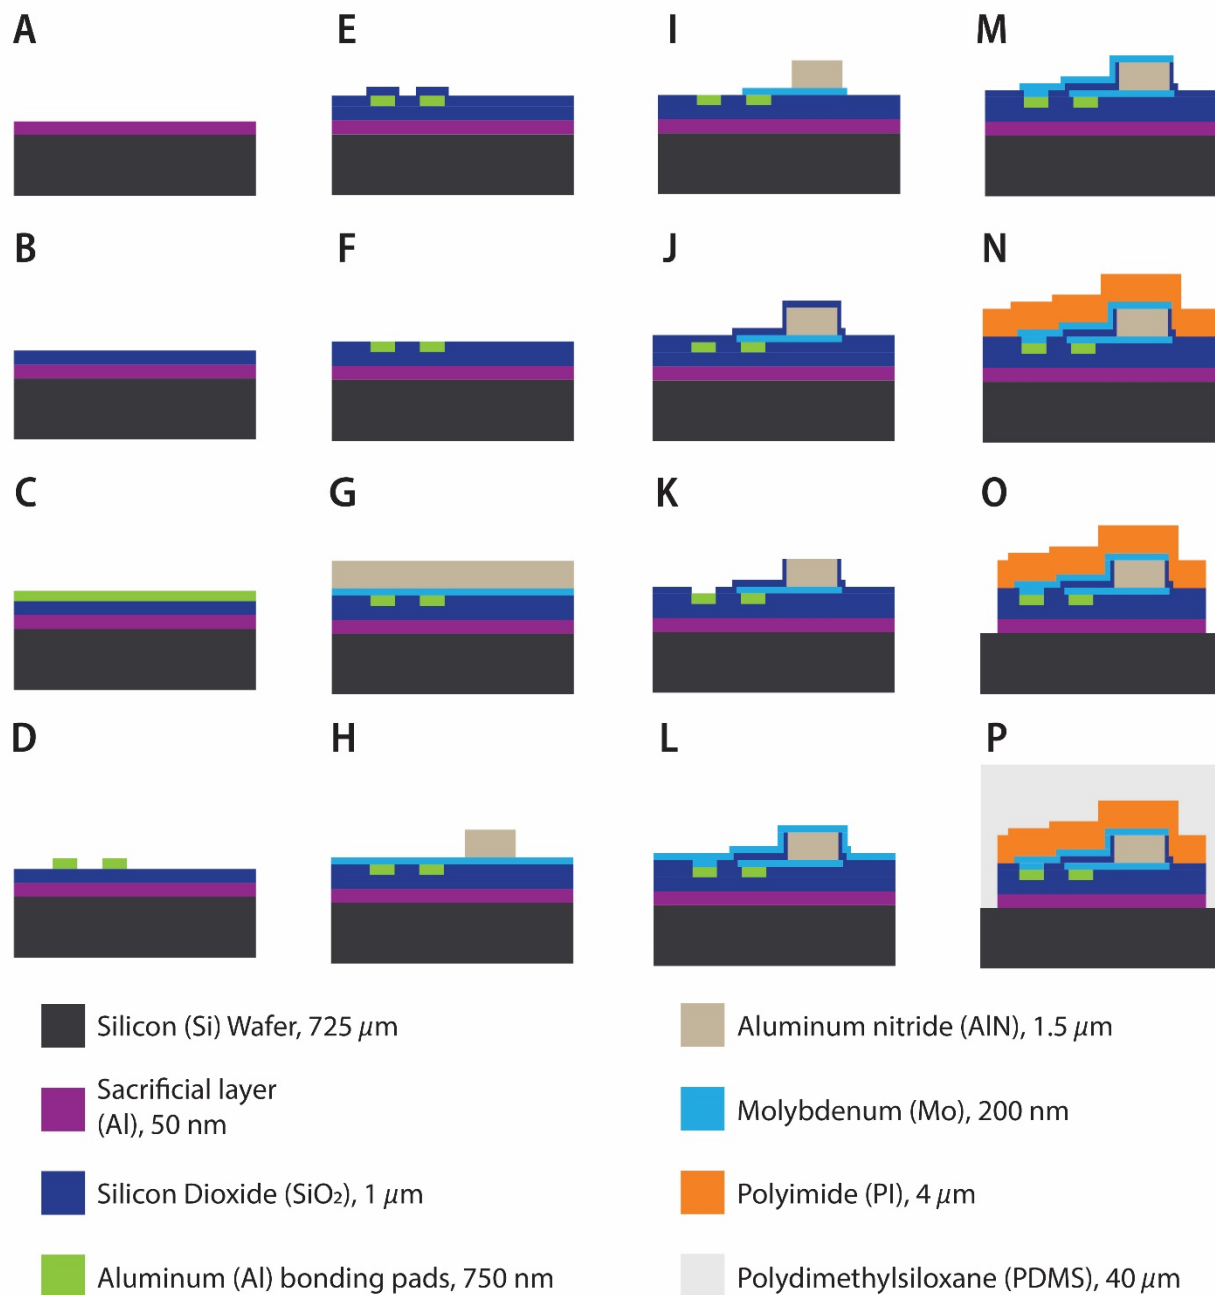 A
E
I
M
B
F
J
N
C
G
K
O
D
H
L
P
Silicon (Si) Wafer, 725 μm
Sacrificial layer
(Al), 50 nm
Silicon Dioxide (SiO₂), 1 μm
Aluminum (Al) bonding pads, 750 nm
Aluminum nitride (AlN), 1.5 μm
Molybdenum (Mo), 200 nm
Polyimide (PI), 4 μm
Polydimethylsiloxane (PDMS), 40 μm